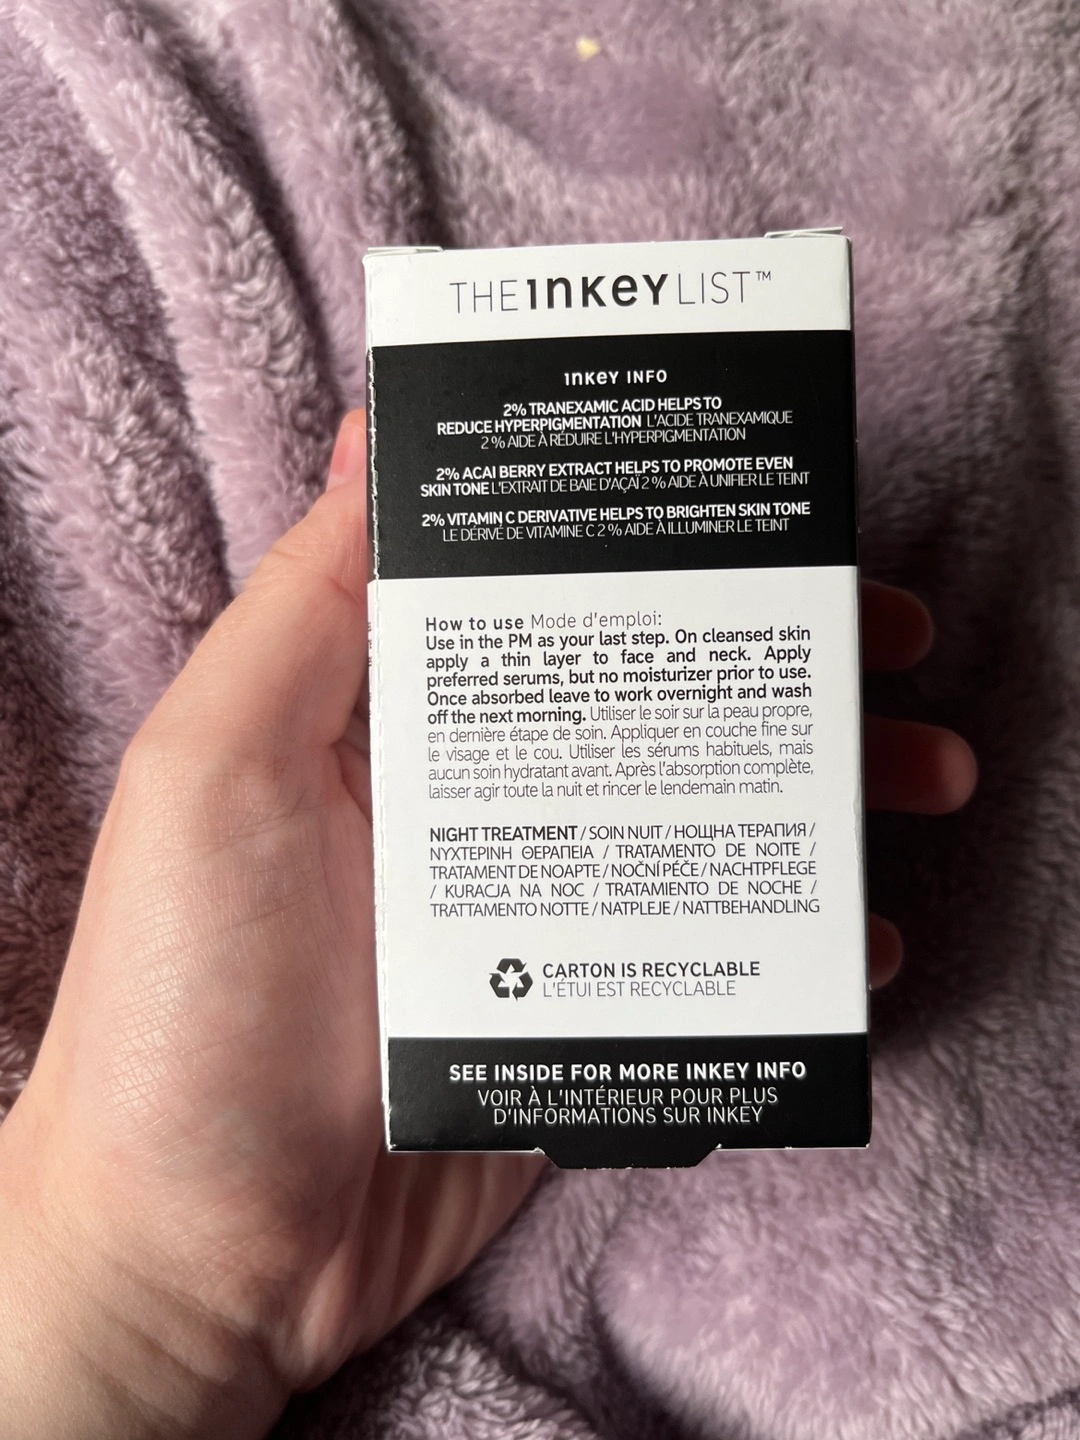 THE INKEY LIST™
INKEY INFO
2% TRANEXAMIC ACID HELPS TO
REDUCE HYPERPIGMENTATION L'ACIDE TRANEXAMIQUE
2 % AIDE À RÉDUIRE L'HYPERPIGMENTATION
2% ACAI BERRY EXTRACT HELPS TO PROMOTE EVEN
SKIN TONE L'EXTRAIT DE BAIE D'AÇAÏ 2 % AIDE À UNIFIER LE TEINT
2% VITAMIN C DERIVATIVE HELPS TO BRIGHTEN SKIN TONE
LE DÉRIVÉ DE VITAMINE C 2 % AIDE À ILLUMINER LE TEINT
How to use Mode d'emploi:
Use in the PM as your last step. On cleansed skin
apply a thin layer to face and neck. Apply
preferred serums, but no moisturizer prior to use.
Once absorbed leave to work overnight and wash
off the next morning. Utiliser le soir sur la peau propre,
en dernière étape de soin. Appliquer en couche fine sur
le visage et le cou. Utiliser les sérums habituels, mais
aucun soin hydratant avant. Après l'absorption complète,
laisser agir toute la nuit et rincer le lendemain matin.
NIGHT TREATMENT / SOIN NUIT / НОЩНА ТЕРАПИЯ /
ΝΥΧΤΕΡΙΝΗ ΘΕΡΑΠΕΙΑ / TRATAMENTO DE NOITE /
TRATAMENT DE NOAPTE / NOČNÍ PÉČE / NACHTPFLEGE
/ KURACJA NA NOC / TRATAMIENTO DE NOCHE /
TRATTAMENTO NOTTE / NATPLEJE / NATTBEHANDLING
CARTON IS RECYCLABLE
L'ÉTUI EST RECYCLABLE
SEE INSIDE FOR MORE INKEY INFO
VOIR À L'INTÉRIEUR POUR PLUS
D'INFORMATIONS SUR INKEY